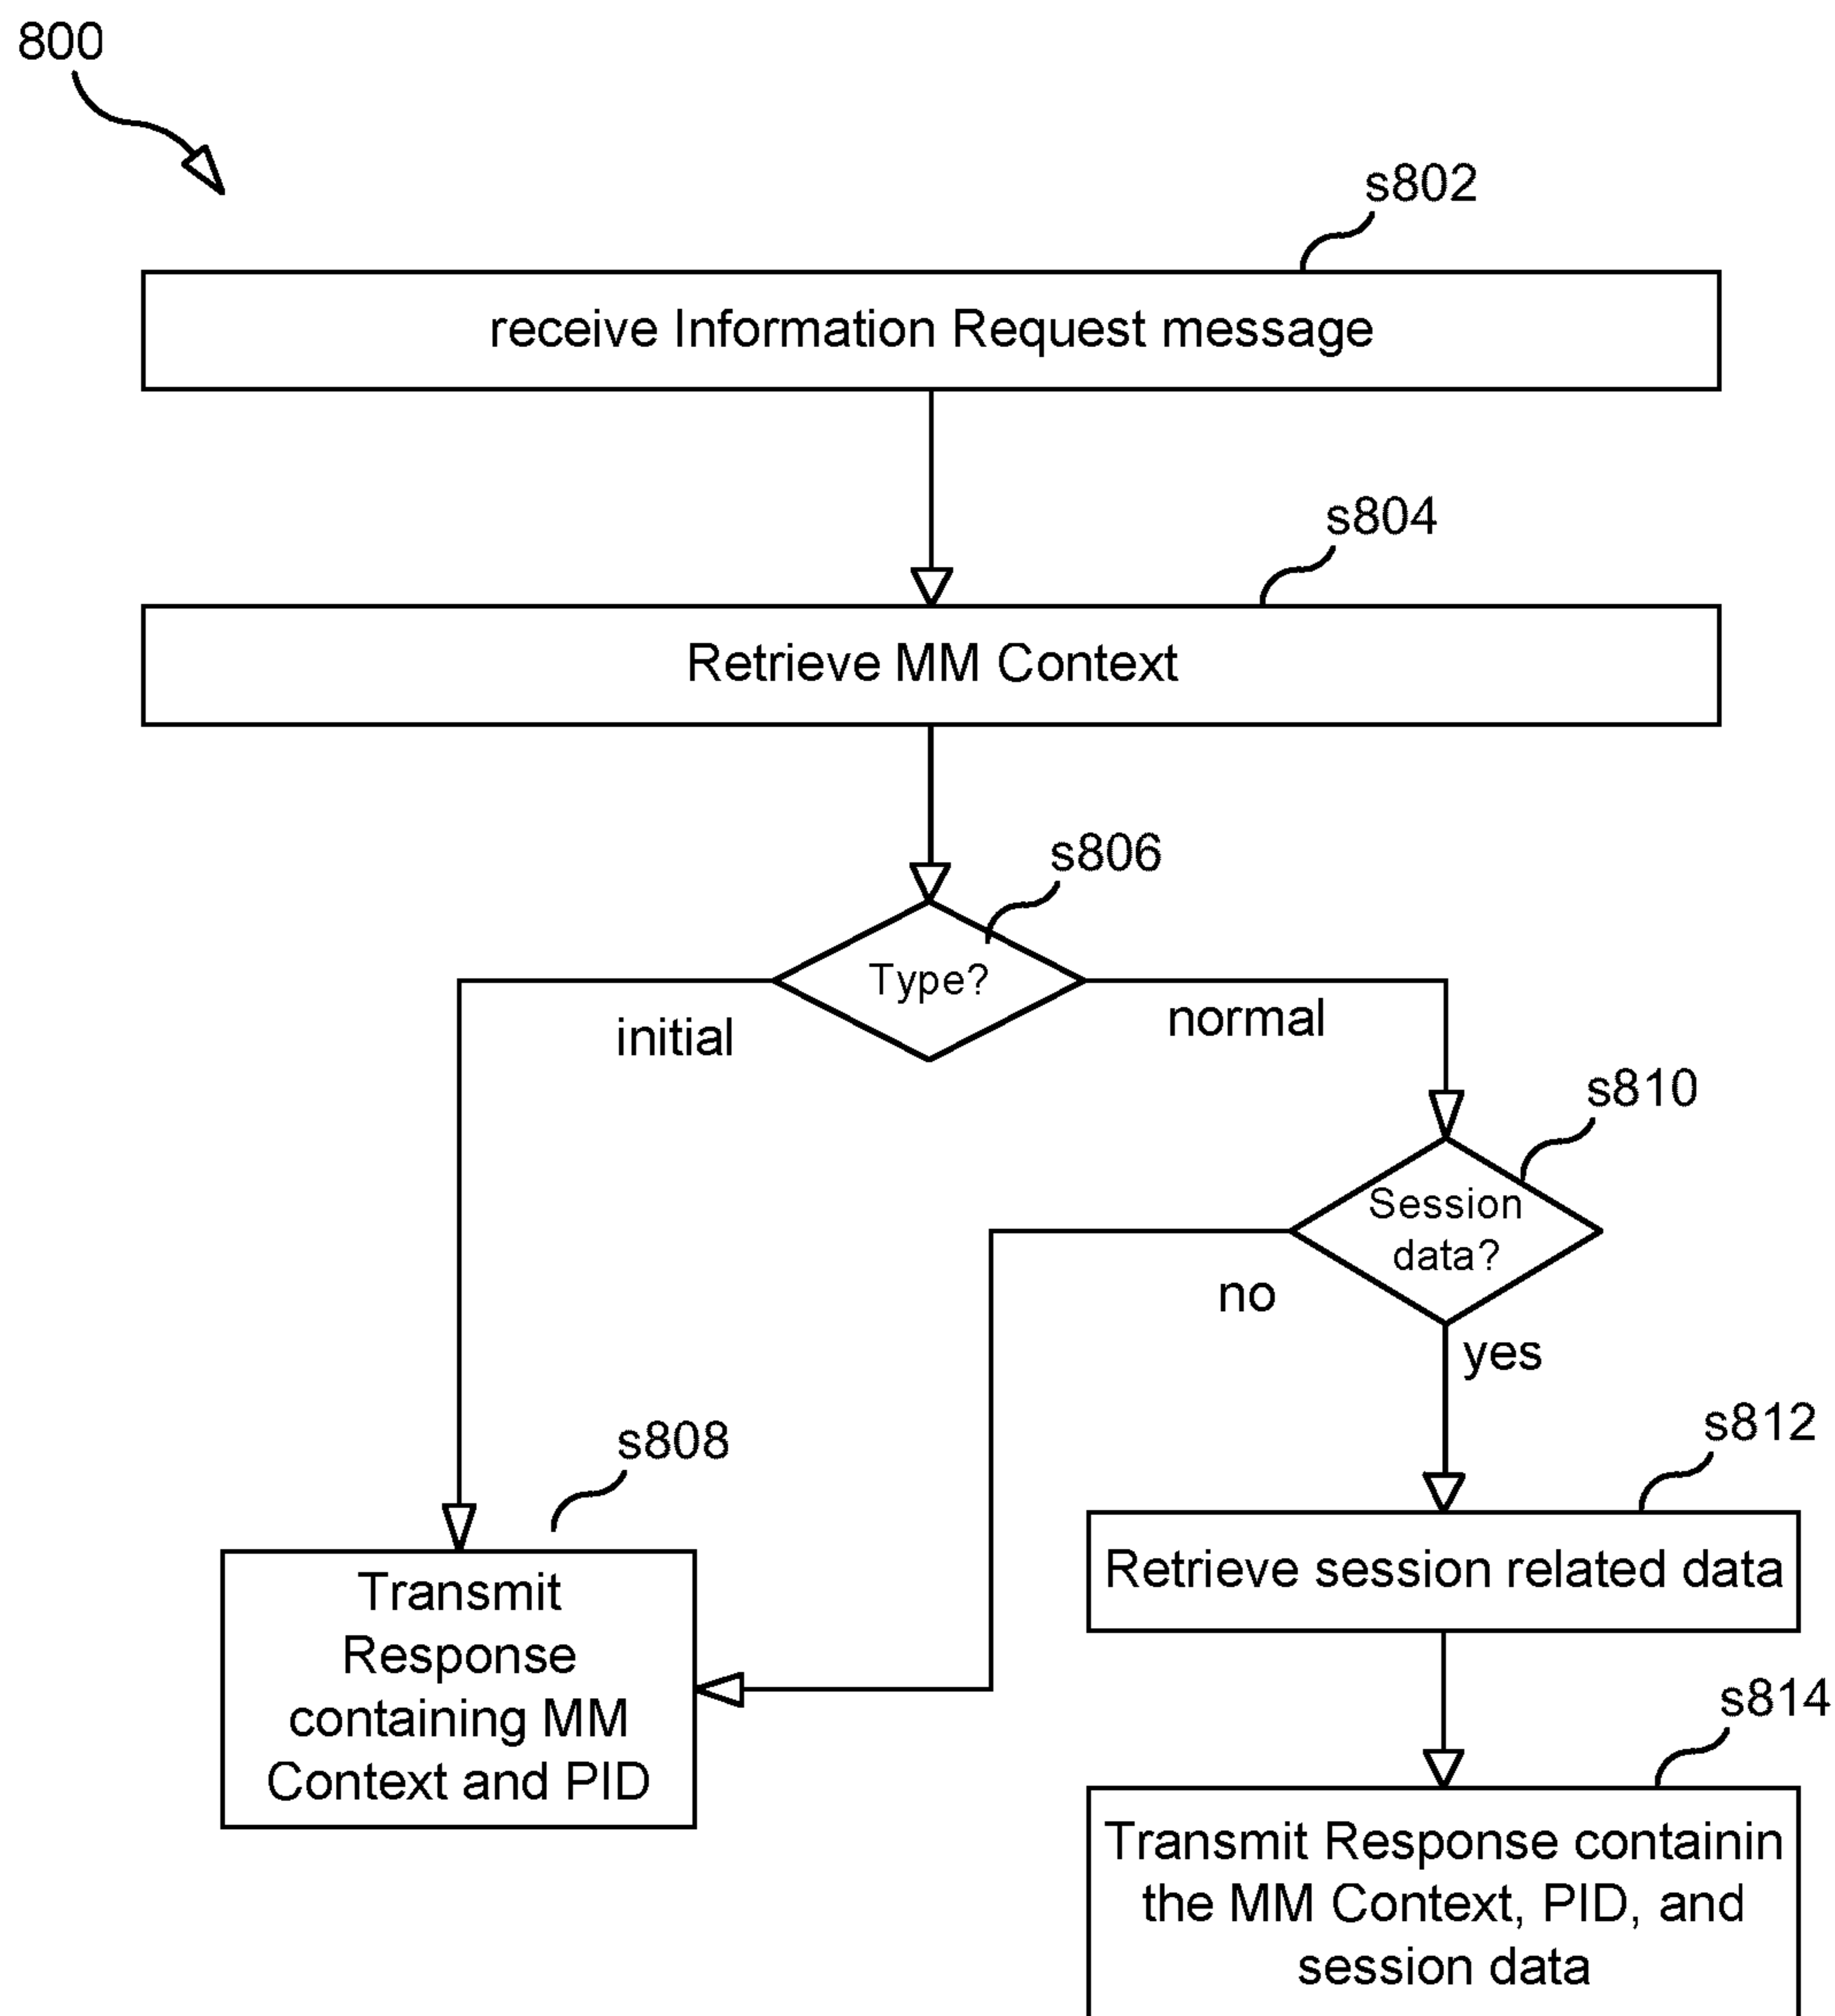 800
s802
receive Information Request message
s804
Retrieve MM Context
s806
Type?
initial
normal
s810
Session
data?
no
yes
s808
s812
Transmit
Response
containing MM
Context and PID
Retrieve session related data
s814
Transmit Response containin
the MM Context, PID, and
session data